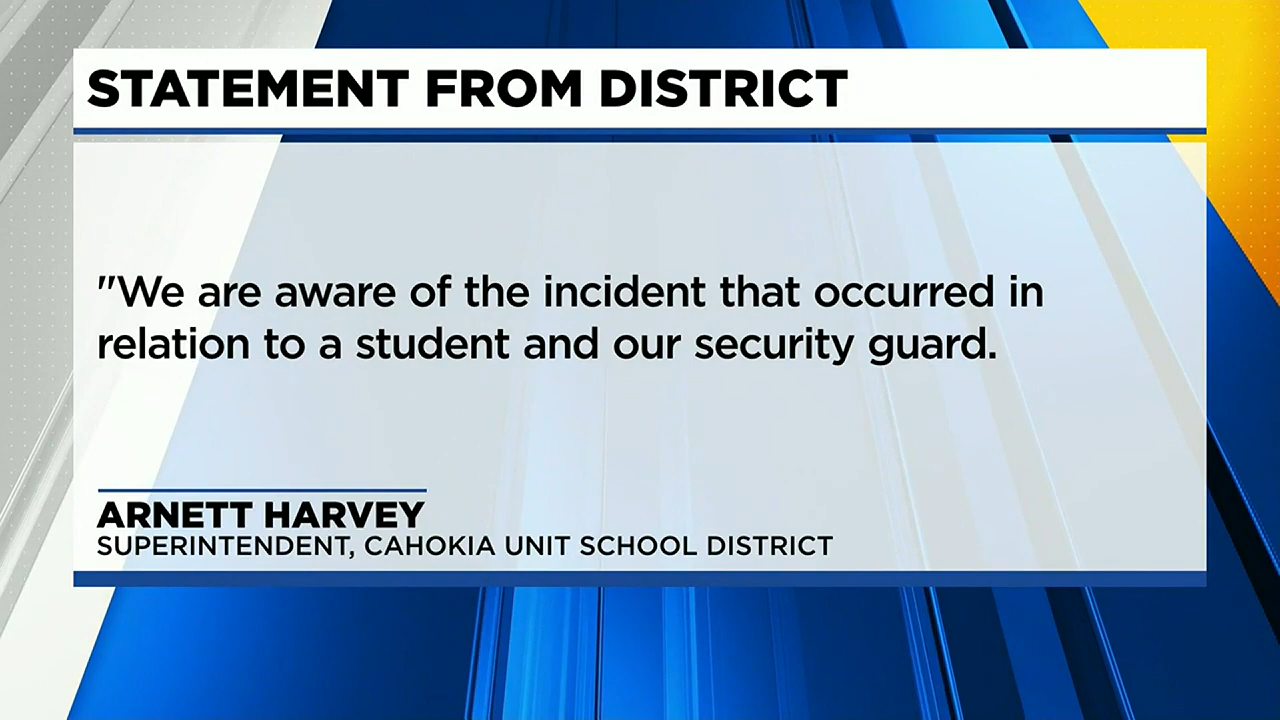 STATEMENT FROM DISTRICT
"We are aware of the incident that occurred in
relation to a student and our security guard.
ARNETT HARVEY
SUPERINTENDENT, CAHOKIA UNIT SCHOOL DISTRICT